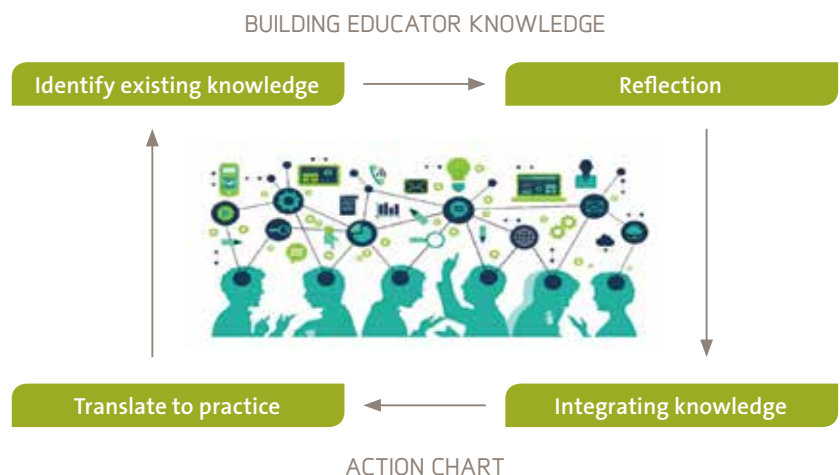 BUILDING EDUCATOR KNOWLEDGE
Identify existing knowledge
Reflection
Translate to practice
Integrating knowledge
ACTION CHART